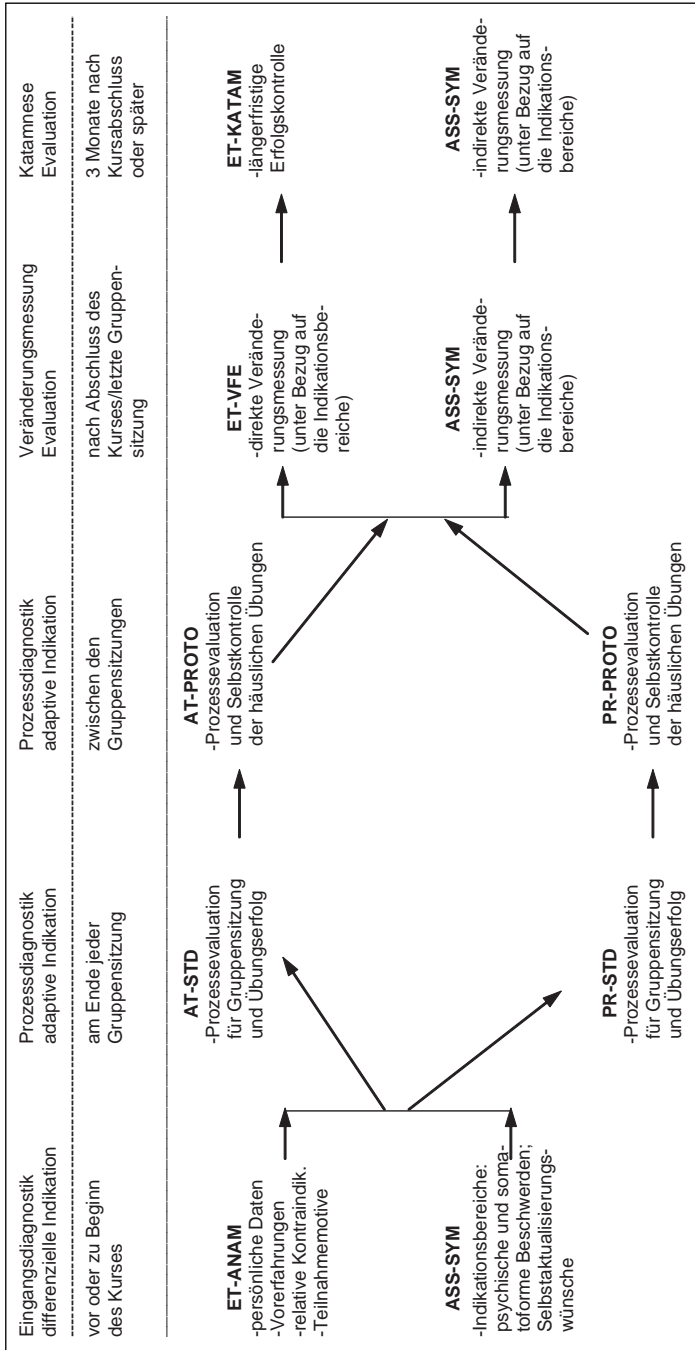 Eingangsdiagnostik
differenzielle Indikation
vor oder zu Beginn
des Kurses
ET-ANAM
-persönliche Daten
-Vorerfahrungen
-relative Kontraindik.
-Teilnahmemotive
ASS-SYM
-Indikationsbereiche:
psychische und soma-
toforme Beschwerden;
Selbstaktualisierungs-
wünsche
Prozessdiagnostik
adaptive Indikation
am Ende jeder
Gruppensitzung
AT-STD
-Prozessevaluation
für Gruppensitzung
und Übungserfolg
PR-STD
-Prozessevaluation
für Gruppensitzung
und Übungserfolg
Prozessdiagnostik
adaptive Indikation
zwischen den
Gruppensitzungen
AT-PROTO
-Prozessevaluation
und Selbstkontrolle
der häuslichen Übungen
PR-PROTO
-Prozessevaluation
und Selbstkontrolle
der häuslichen Übungen
Veränderungsmessung
Evaluation
nach Abschluss des
Kurses/letzte Gruppen-
sitzung
ET-VFE
-direkte Verände-
rungsmessung
(unter Bezug auf
die Indikationsbe-
reiche)
ASS-SYM
-indirekte Verände-
rungsmessung
(unter Bezug auf
die Indikations-
bereiche)
Katamnese
Evaluation
3 Monate nach
Kursabschluss
oder später
ET-KATAM
-längerfristige
Erfolgskontrolle
ASS-SYM
-indirekte Verände-
rungsmessung
(unter Bezug auf
die Indikations-
bereiche)